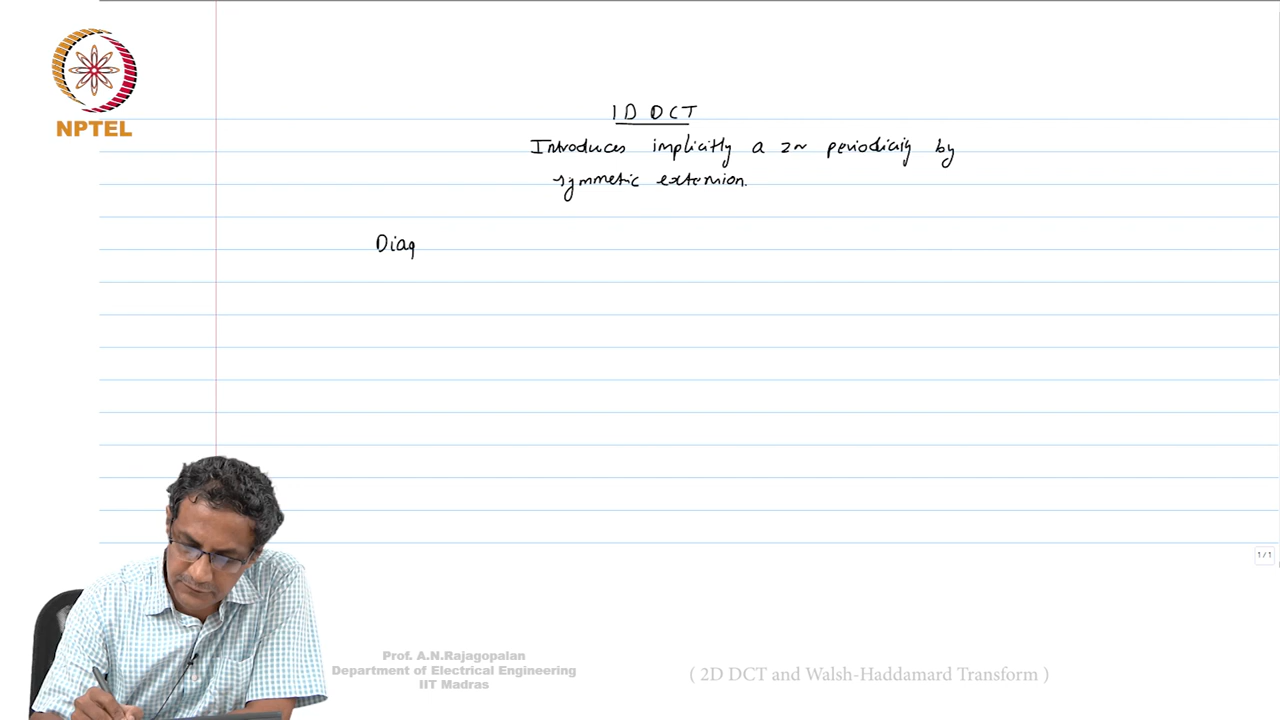 NPTEL
1D DCT
Introduces implicitly a 2N periodicity by
symmetric extension.
Diag
1/1
Prof. A.N.Rajagopalan
Department of Electrical Engineering
IIT Madras
( 2D DCT and Walsh-Haddamard Transform )